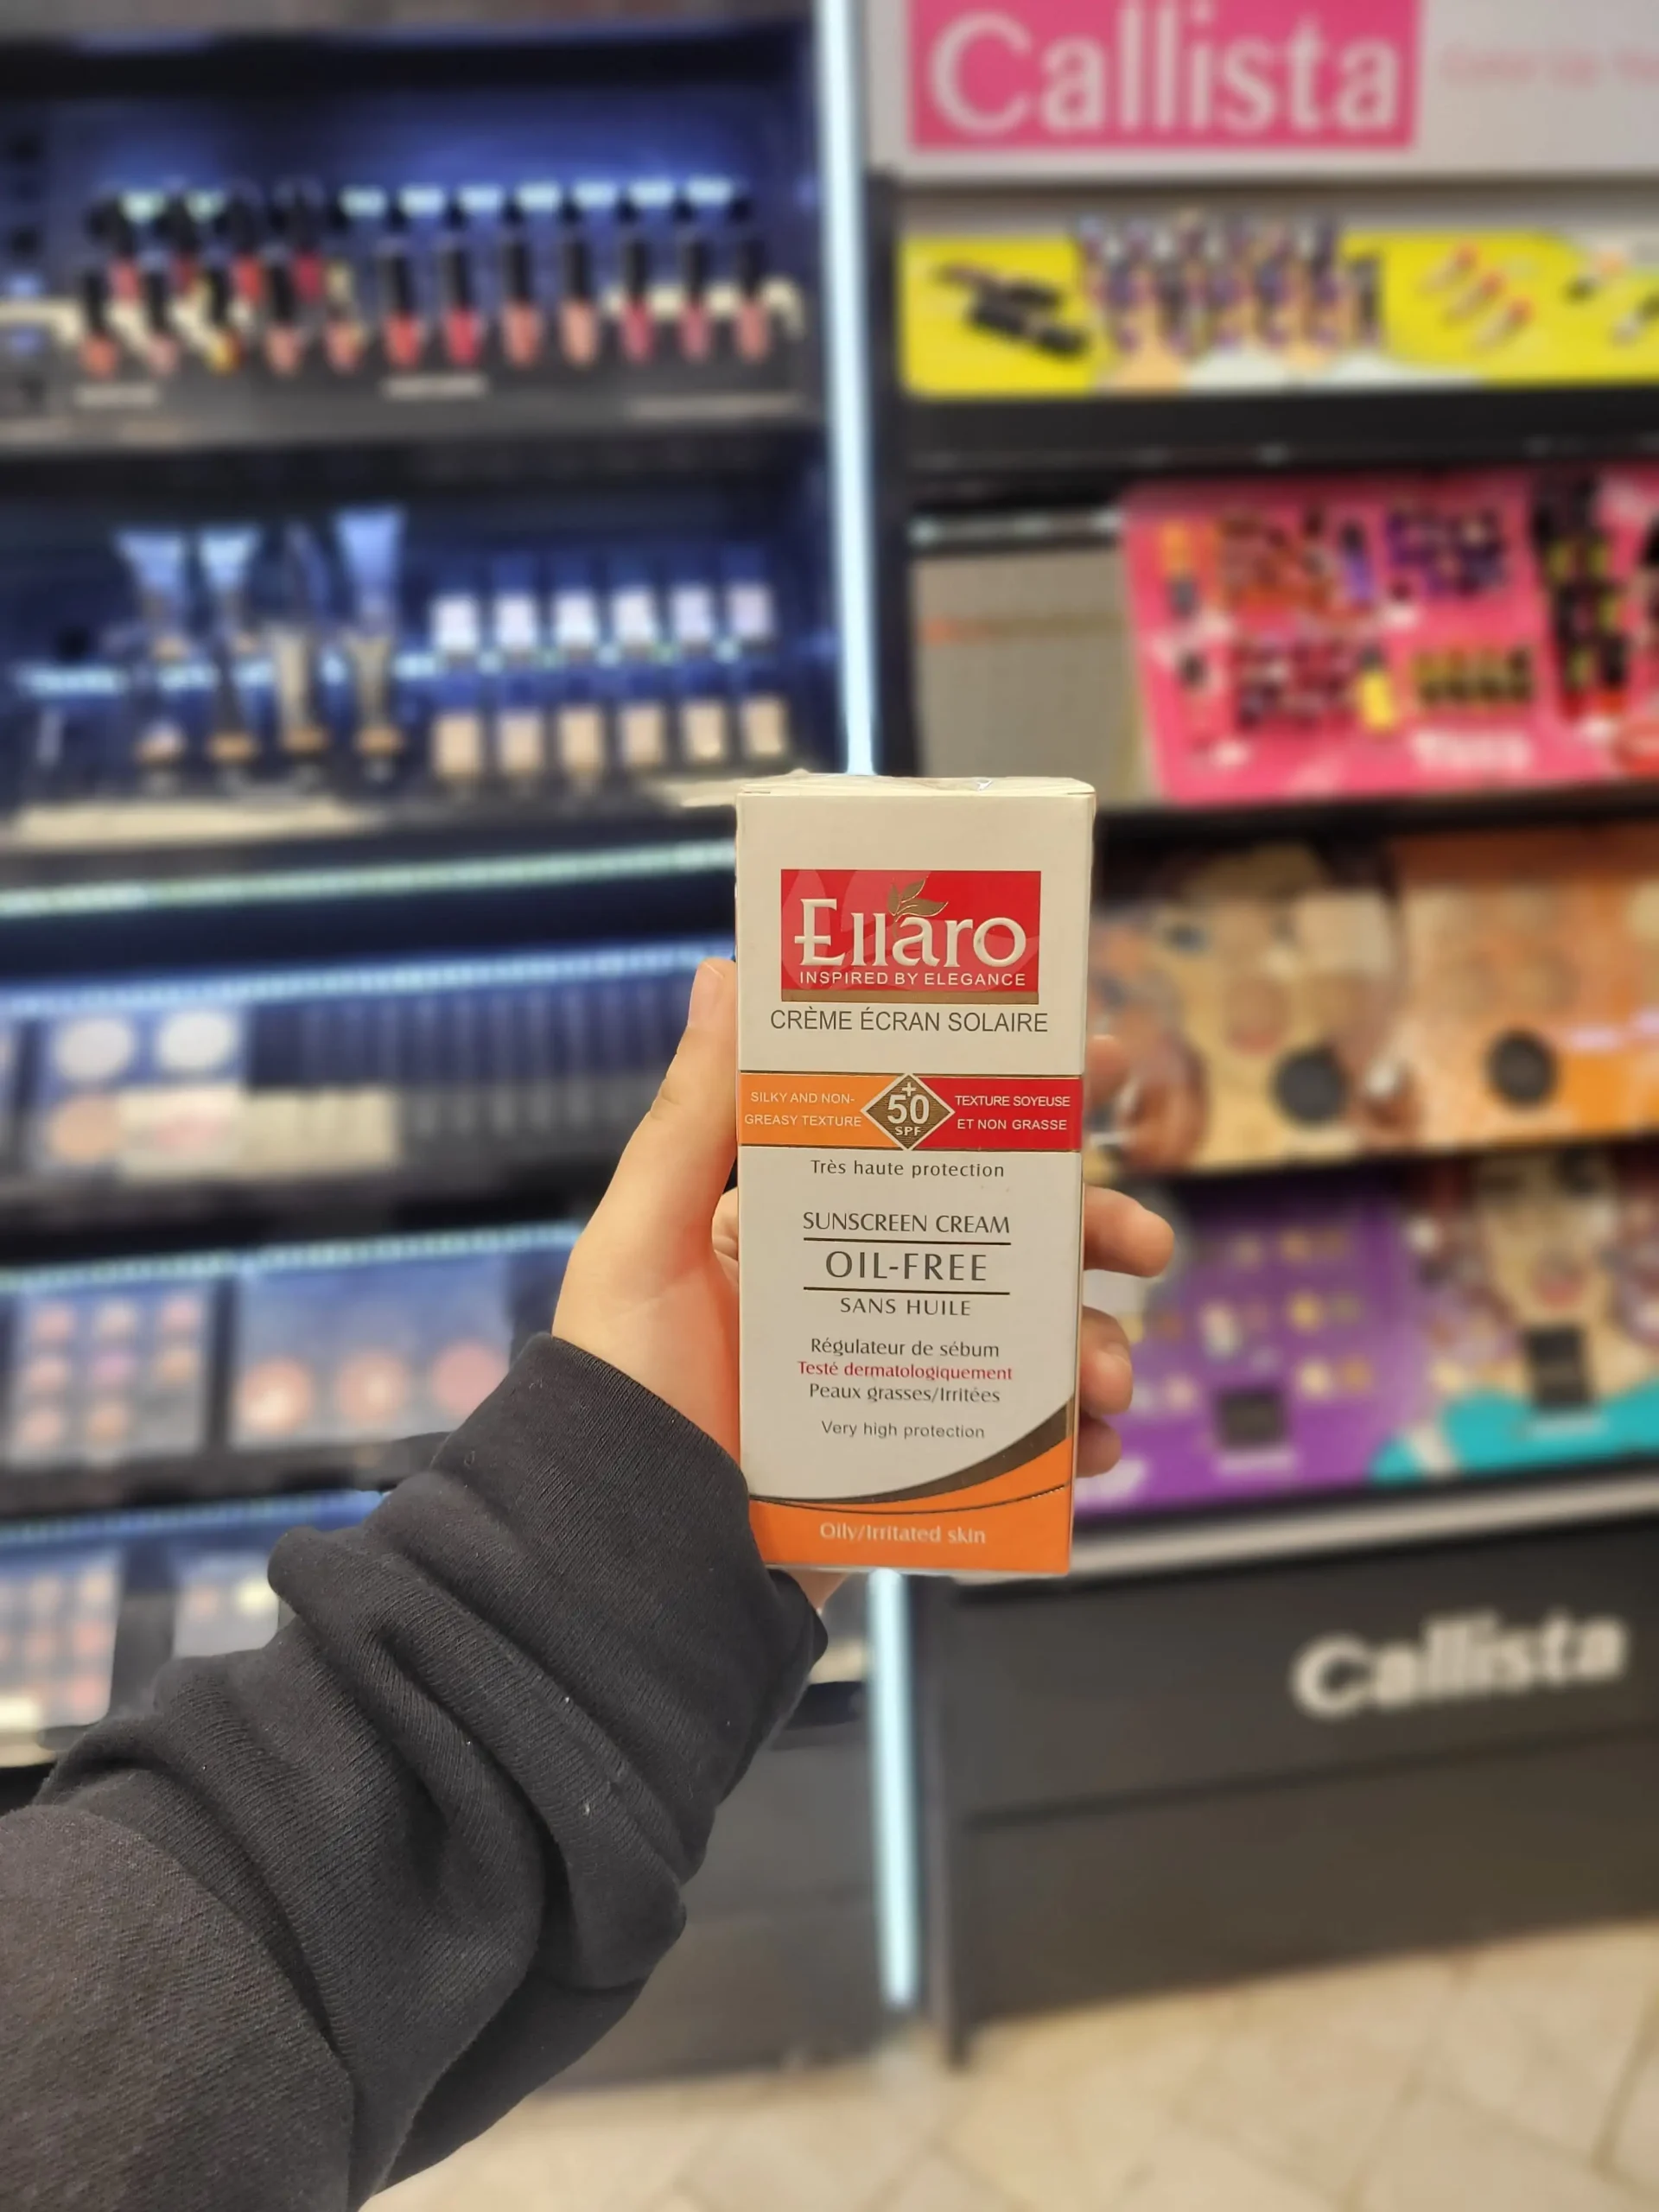 Callista
Ellaro
INSPIRED BY ELEGANCE
CRÈME ÉCRAN SOLAIRE
SILKY AND NON-
GREASY TEXTURE
+
50
SPF
TEXTURE SOYEUSE
ET NON GRASSE
Très haute protection
SUNSCREEN CREAM
OIL-FREE
SANS HUILE
Régulateur de sébum
Testé dermatologiquement
Peaux grasses/Irritées
Very high protection
Oily/Irritated skin
Callista